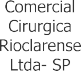 Comercial
Cirurgica
Rioclarense
Ltda- SP